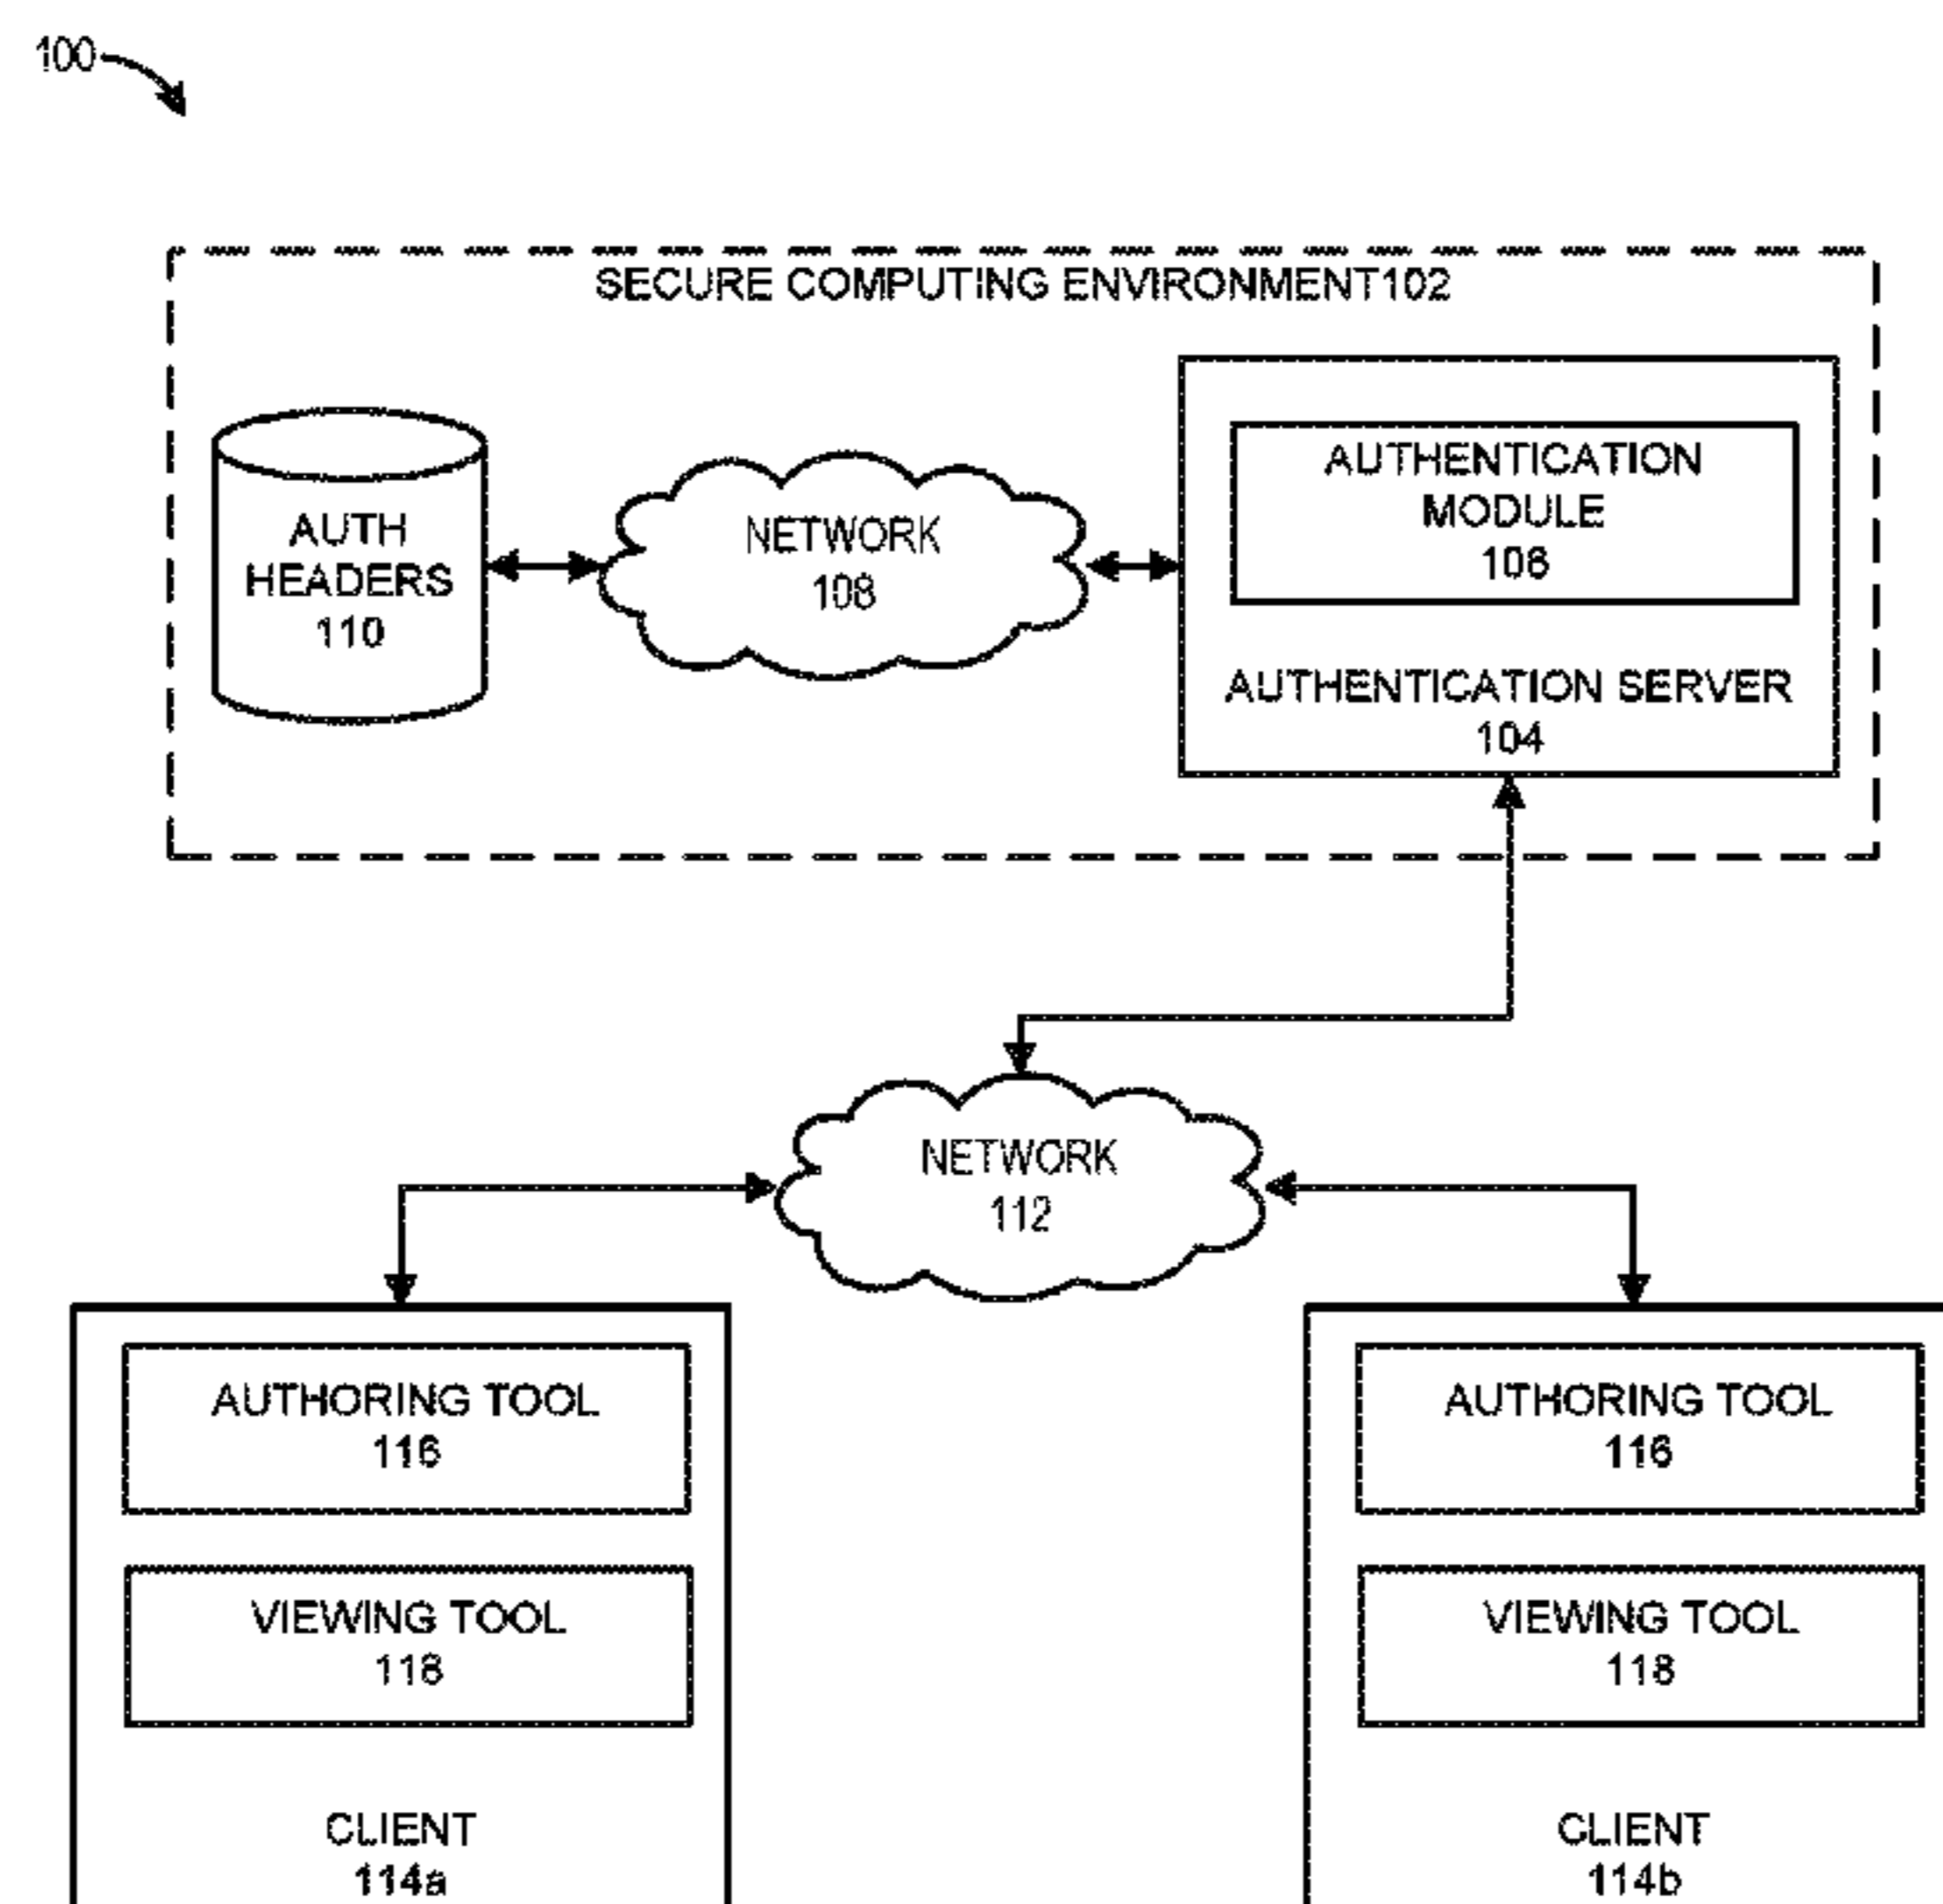 100
SECURE COMPUTING ENVIRONMENT102
AUTH
HEADERS
110
NETWORK
108
AUTHENTICATION
MODULE
106
AUTHENTICATION SERVER
104
NETWORK
112
AUTHORING TOOL
116
VIEWING TOOL
118
CLIENT
114a
AUTHORING TOOL
116
VIEWING TOOL
118
CLIENT
114b